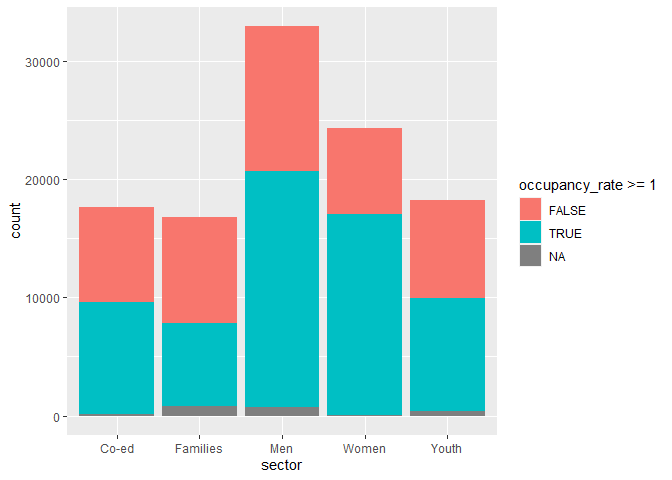 30000
20000
10000
0
count
Co-ed Families Men Women Youth
sector
occupancy_rate >= 1
FALSE
TRUE
NA